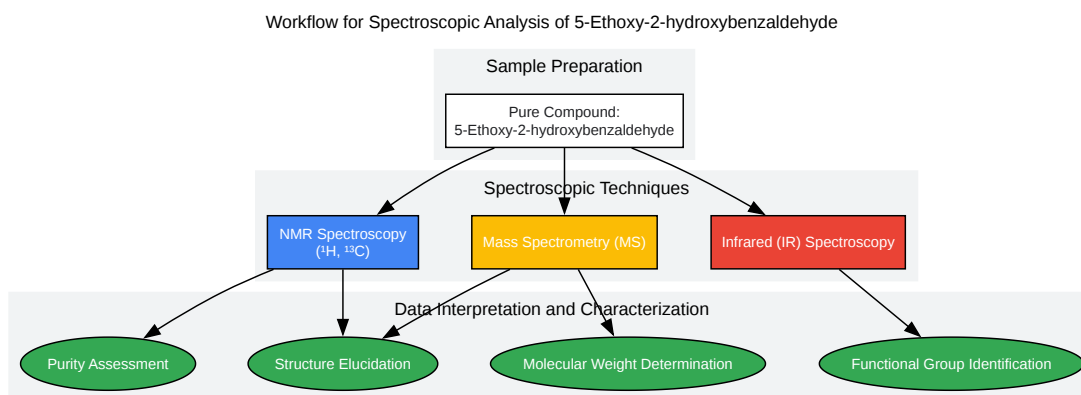 Workflow for Spectroscopic Analysis of 5-Ethoxy-2-hydroxybenzaldehyde
Sample Preparation
Pure Compound:
5-Ethoxy-2-hydroxybenzaldehyde
Spectroscopic Techniques
NMR Spectroscopy
(¹H, ¹³C)
Mass Spectrometry (MS)
Infrared (IR) Spectroscopy
Data Interpretation and Characterization
Purity Assessment
Structure Elucidation
Molecular Weight Determination
Functional Group Identification